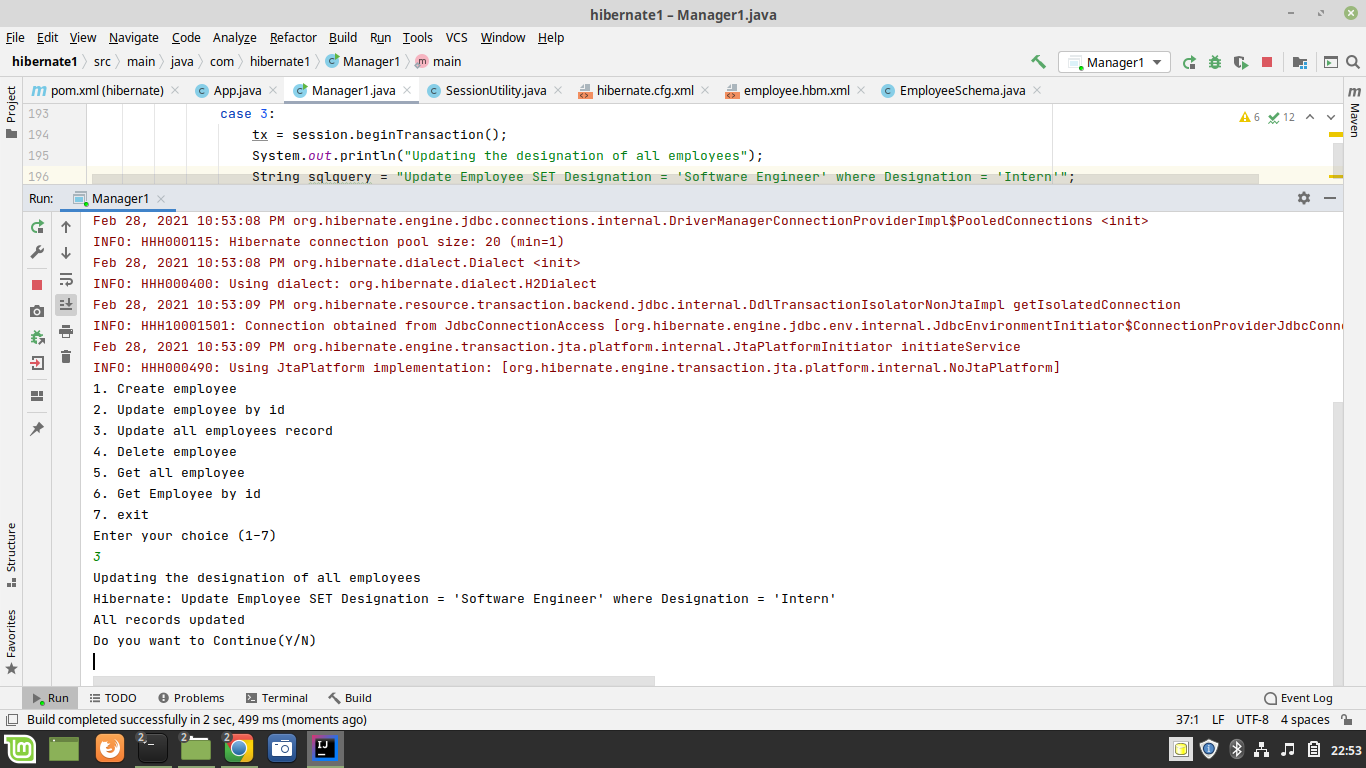 hibernate1 – Manager1.java
File Edit View Navigate Code Analyze Refactor Build Run Tools VCS Window Help
hibernate1 src main java com hibernate1 Manager1 main
Manager1
Project
pom.xml (hibernate) App.java Manager1.java SessionUtility.java hibernate.cfg.xml employee.hbm.xml EmployeeSchema.java
Maven
193 case 3:
6 12
194 tx = session.beginTransaction();
195 System.out.println("Updating the designation of all employees");
196 String sqlquery = "Update Employee SET Designation = 'Software Engineer' where Designation = 'Intern'";
Run: Manager1
Feb 28, 2021 10:53:08 PM org.hibernate.engine.jdbc.connections.internal.DriverManagerConnectionProviderImpl$PooledConnections <init>
INFO: HHH000115: Hibernate connection pool size: 20 (min=1)
Feb 28, 2021 10:53:08 PM org.hibernate.dialect.Dialect <init>
INFO: HHH000400: Using dialect: org.hibernate.dialect.H2Dialect
Feb 28, 2021 10:53:09 PM org.hibernate.resource.transaction.backend.jdbc.internal.DdlTransactionIsolatorNonJtaImpl getIsolatedConnection
INFO: HHH10001501: Connection obtained from JdbcConnectionAccess [org.hibernate.engine.jdbc.env.internal.JdbcEnvironmentInitiator$ConnectionProviderJdbcConne
Feb 28, 2021 10:53:09 PM org.hibernate.engine.transaction.jta.platform.internal.JtaPlatformInitiator initiateService
INFO: HHH000490: Using JtaPlatform implementation: [org.hibernate.engine.transaction.jta.platform.internal.NoJtaPlatform]
1. Create employee
2. Update employee by id
3. Update all employees record
4. Delete employee
5. Get all employee
6. Get Employee by id
7. exit
Enter your choice (1-7)
3
Updating the designation of all employees
Hibernate: Update Employee SET Designation = 'Software Engineer' where Designation = 'Intern'
All records updated
Do you want to Continue(Y/N)
Structure
Favorites
Run TODO Problems Terminal Build Event Log
Build completed successfully in 2 sec, 499 ms (moments ago) 37:1 LF UTF-8 4 spaces
2 2 2 IJ 22:53